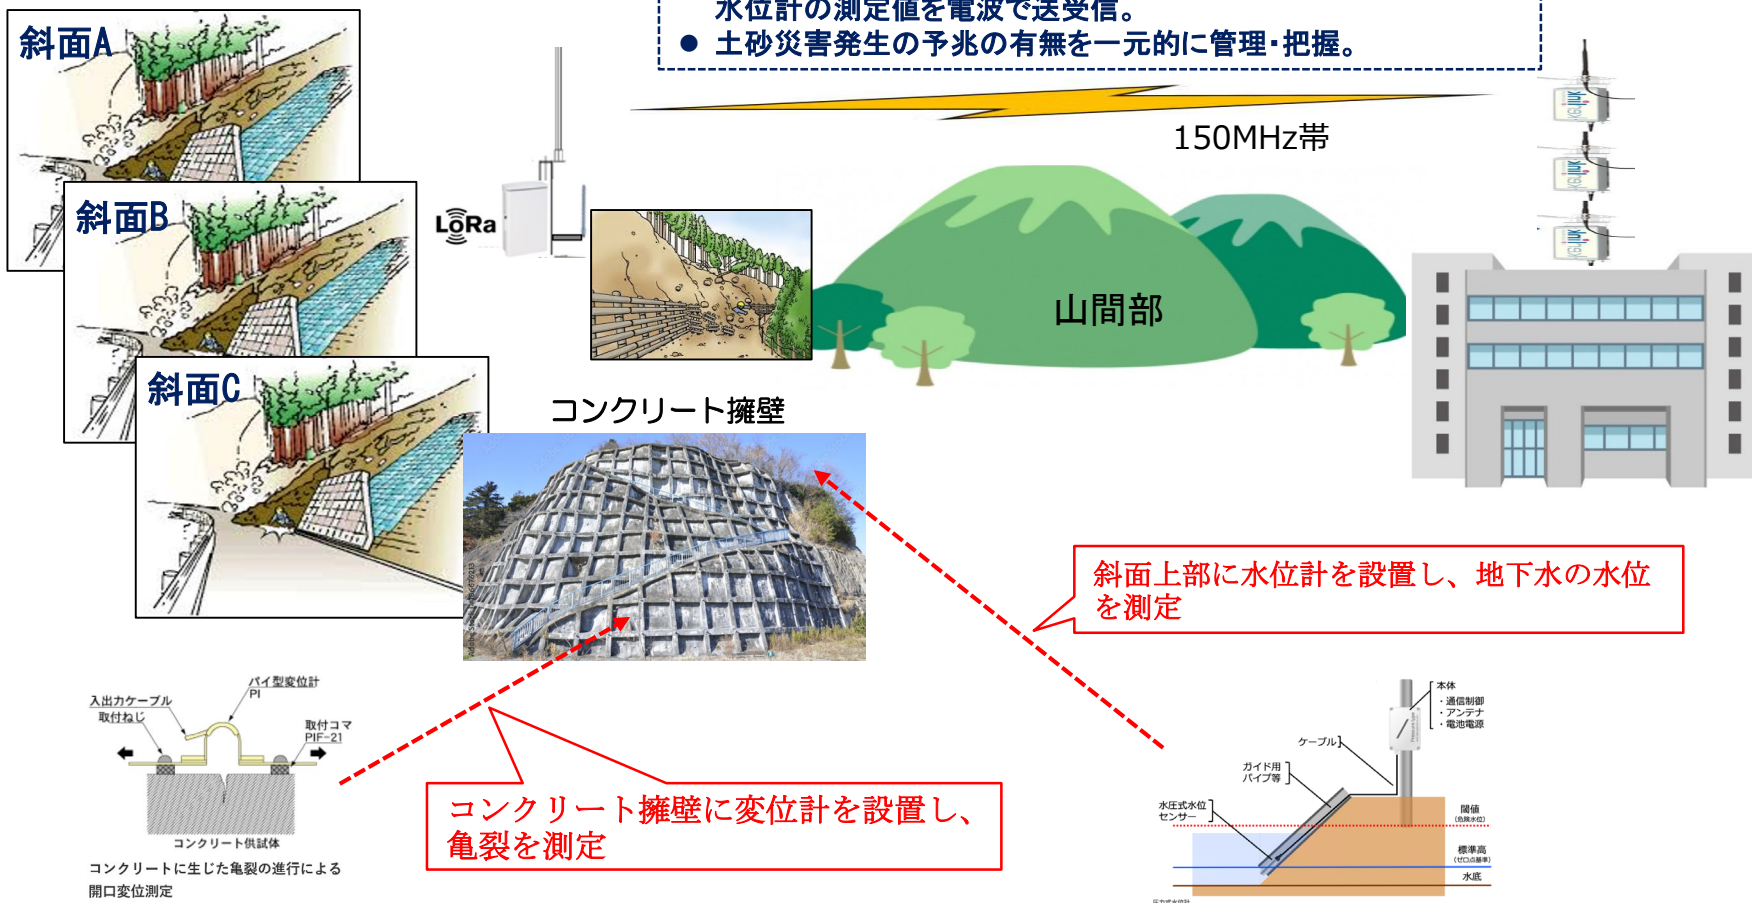 水位計の測定値を電波で送受信。
● 土砂災害発生の予兆の有無を一元的に管理・把握。
斜面A
斜面B
斜面C
LoRa
150MHz帯
山間部
コンクリート擁壁
斜面上部に水位計を設置し、地下水の水位
を測定
コンクリート擁壁に変位計を設置し、
亀裂を測定
パイ型変位計
PI
入出力ケーブル
取付ねじ
取付コマ
PIF-21
コンクリート供試体
コンクリートに生じた亀裂の進行による
開口変位測定
本体
・通信制御
・アンテナ
・電池電源
ケーブル
ガイド用
パイプ等
水圧式水位
センサー
閾値
(危険水位)
標準高
(ゼロ点基準)
水底